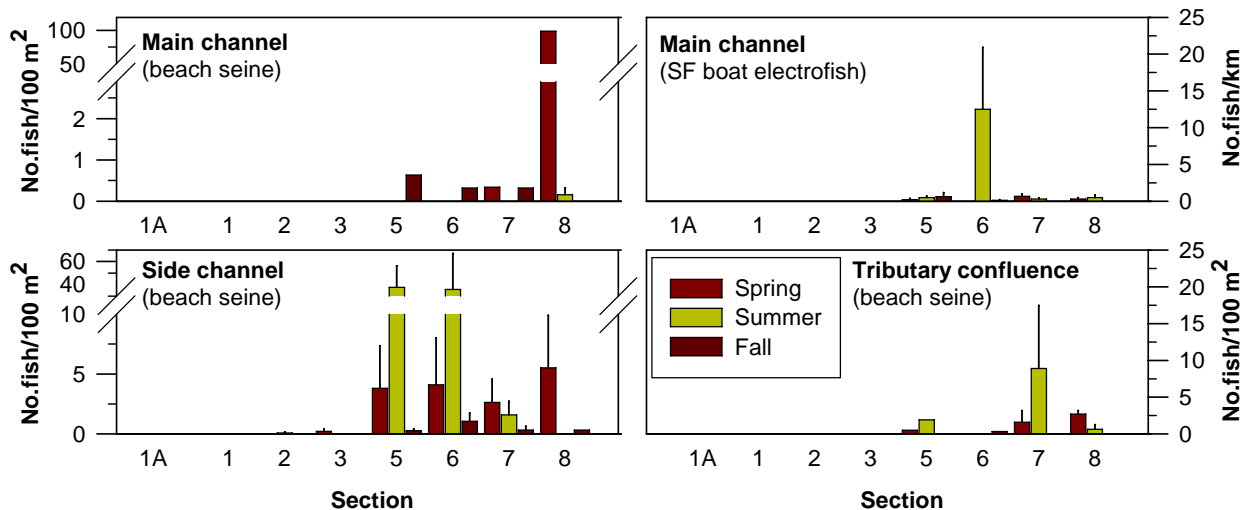 No.fish/100 m²
100
50
2
1
0
Main channel
(beach seine)
1A 1 2 3 5 6 7 8
Main channel
(SF boat electrofish)
25
20
15
10
5
0
No.fish/km
1A 1 2 3 5 6 7 8
No.fish/100 m²
60
40
10
5
0
Side channel
(beach seine)
1A 1 2 3 5 6 7 8
Section
Spring
Summer
Fall
Tributary confluence
(beach seine)
25
20
15
10
5
0
No.fish/100 m²
1A 1 2 3 5 6 7 8
Section